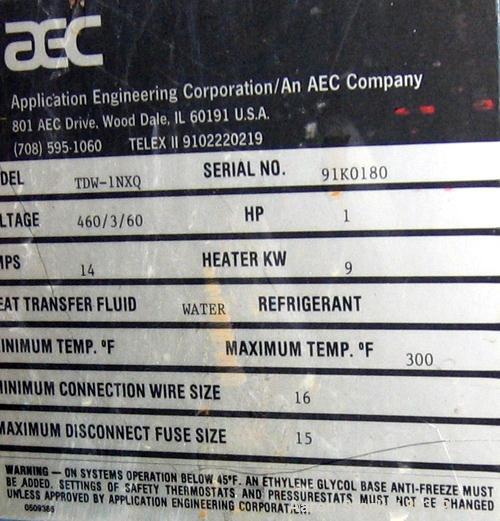 AEC
Application Engineering Corporation/An AEC Company
801 AEC Drive, Wood Dale, IL 60191 U.S.A.
(708) 595-1060 TELEX II 9102220219
DEL TDW-1NXQ SERIAL NO. 91K0180
LTAGE 460/3/60 HP 1
MPS 14 HEATER KW 9
EAT TRANSFER FLUID WATER REFRIGERANT
INIMUM TEMP. ºF MAXIMUM TEMP. ºF 300
INIMUM CONNECTION WIRE SIZE 16
MAXIMUM DISCONNECT FUSE SIZE 15
WARNING — ON SYSTEMS OPERATION BELOW 45ºF. AN ETHYLENE GLYCOL BASE ANTI-FREEZE MUST
BE ADDED. SETTINGS OF SAFETY THERMOSTATS AND PRESSURESTATS MUST NOT BE CHANGED
UNLESS APPROVED BY APPLICATION ENGINEERING CORPORATION.
0509385